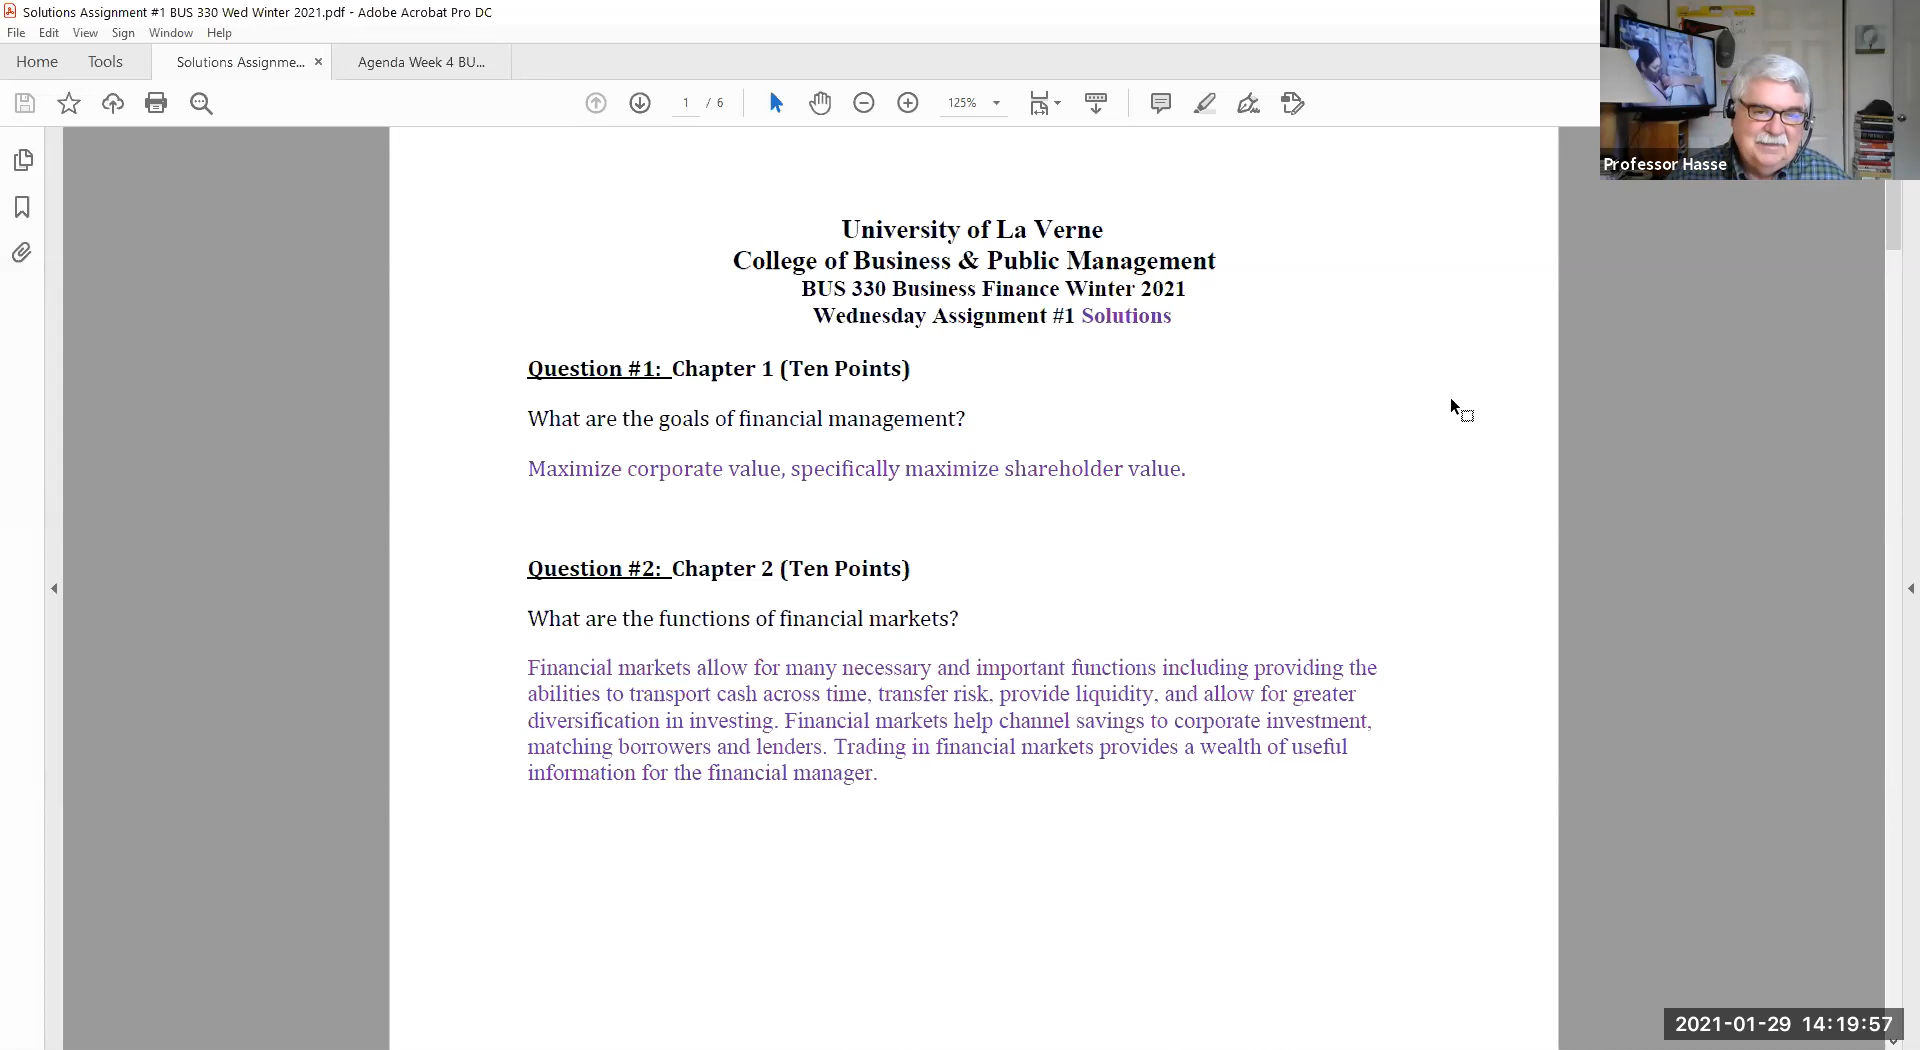 Solutions Assignment #1 BUS 330 Wed Winter 2021.pdf - Adobe Acrobat Pro DC
File Edit View Sign Window Help
Home Tools Solutions Assignme... × Agenda Week 4 BU...
1 / 6 125%
Professor Hasse
University of La Verne
College of Business & Public Management
BUS 330 Business Finance Winter 2021
Wednesday Assignment #1 Solutions
Question #1: Chapter 1 (Ten Points)
What are the goals of financial management?
Maximize corporate value, specifically maximize shareholder value.
Question #2: Chapter 2 (Ten Points)
What are the functions of financial markets?
Financial markets allow for many necessary and important functions including providing the
abilities to transport cash across time, transfer risk, provide liquidity, and allow for greater
diversification in investing. Financial markets help channel savings to corporate investment,
matching borrowers and lenders. Trading in financial markets provides a wealth of useful
information for the financial manager.
2021-01-29 14:19:57